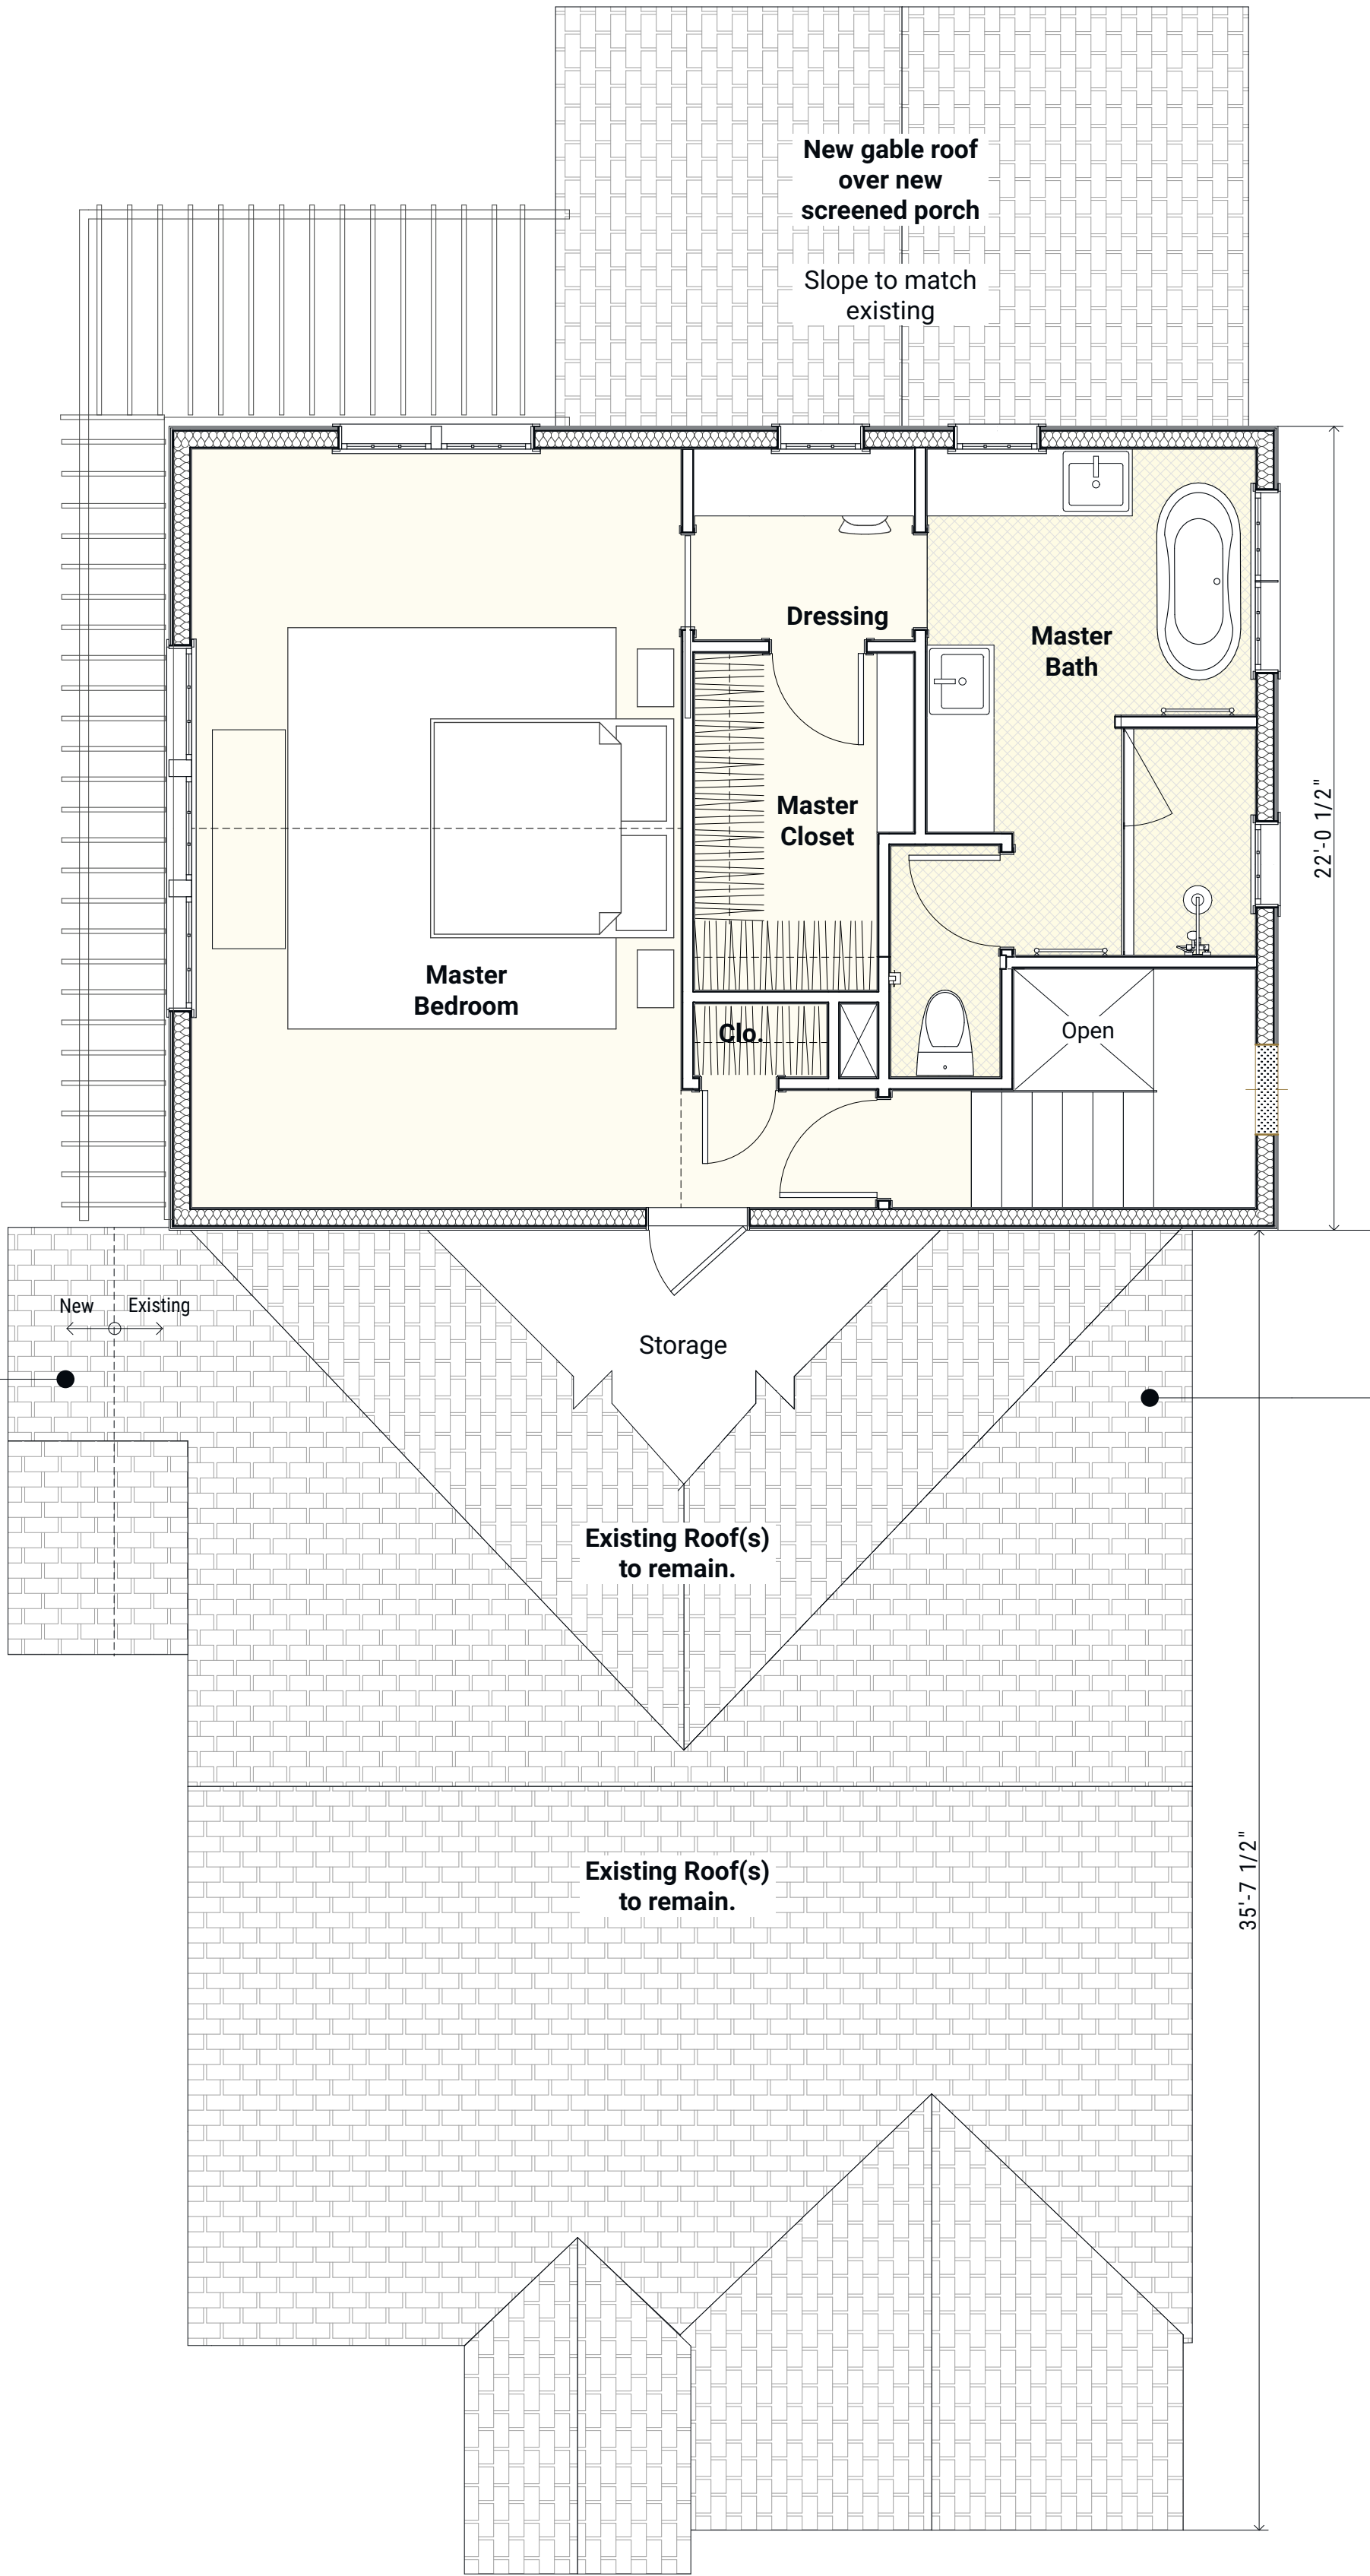 New gable roof
over new
screened porch
Slope to match
existing
Dressing
Master
Bath
Master
Closet
22'-0 1/2"
Master
Bedroom
Clo.
Open
New
Existing
Storage
Existing Roof(s)
to remain.
Existing Roof(s)
to remain.
35'-7 1/2"